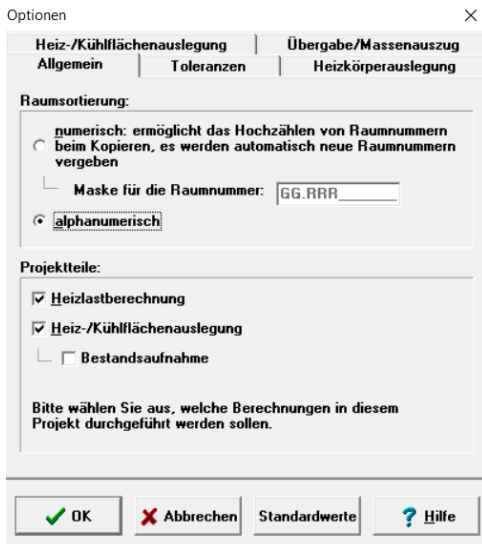 Optionen
Heiz-/Kühlflächenauslegung
Übergabe/Massenauszug
Allgemein
Toleranzen
Heizkörperauslegung
Raumsortierung:
numerisch: ermöglicht das Hochzählen von Raumnummern
beim Kopieren, es werden automatisch neue Raumnummern
vergeben
Maske für die Raumnummer:
GG.RRR______
alphanumerisch
Projektteile:
Heizlastberechnung
Heiz-/Kühlflächenauslegung
Bestandsaufnahme
Bitte wählen Sie aus, welche Berechnungen in diesem
Projekt durchgeführt werden sollen.
OK
Abbrechen
Standardwerte
Hilfe